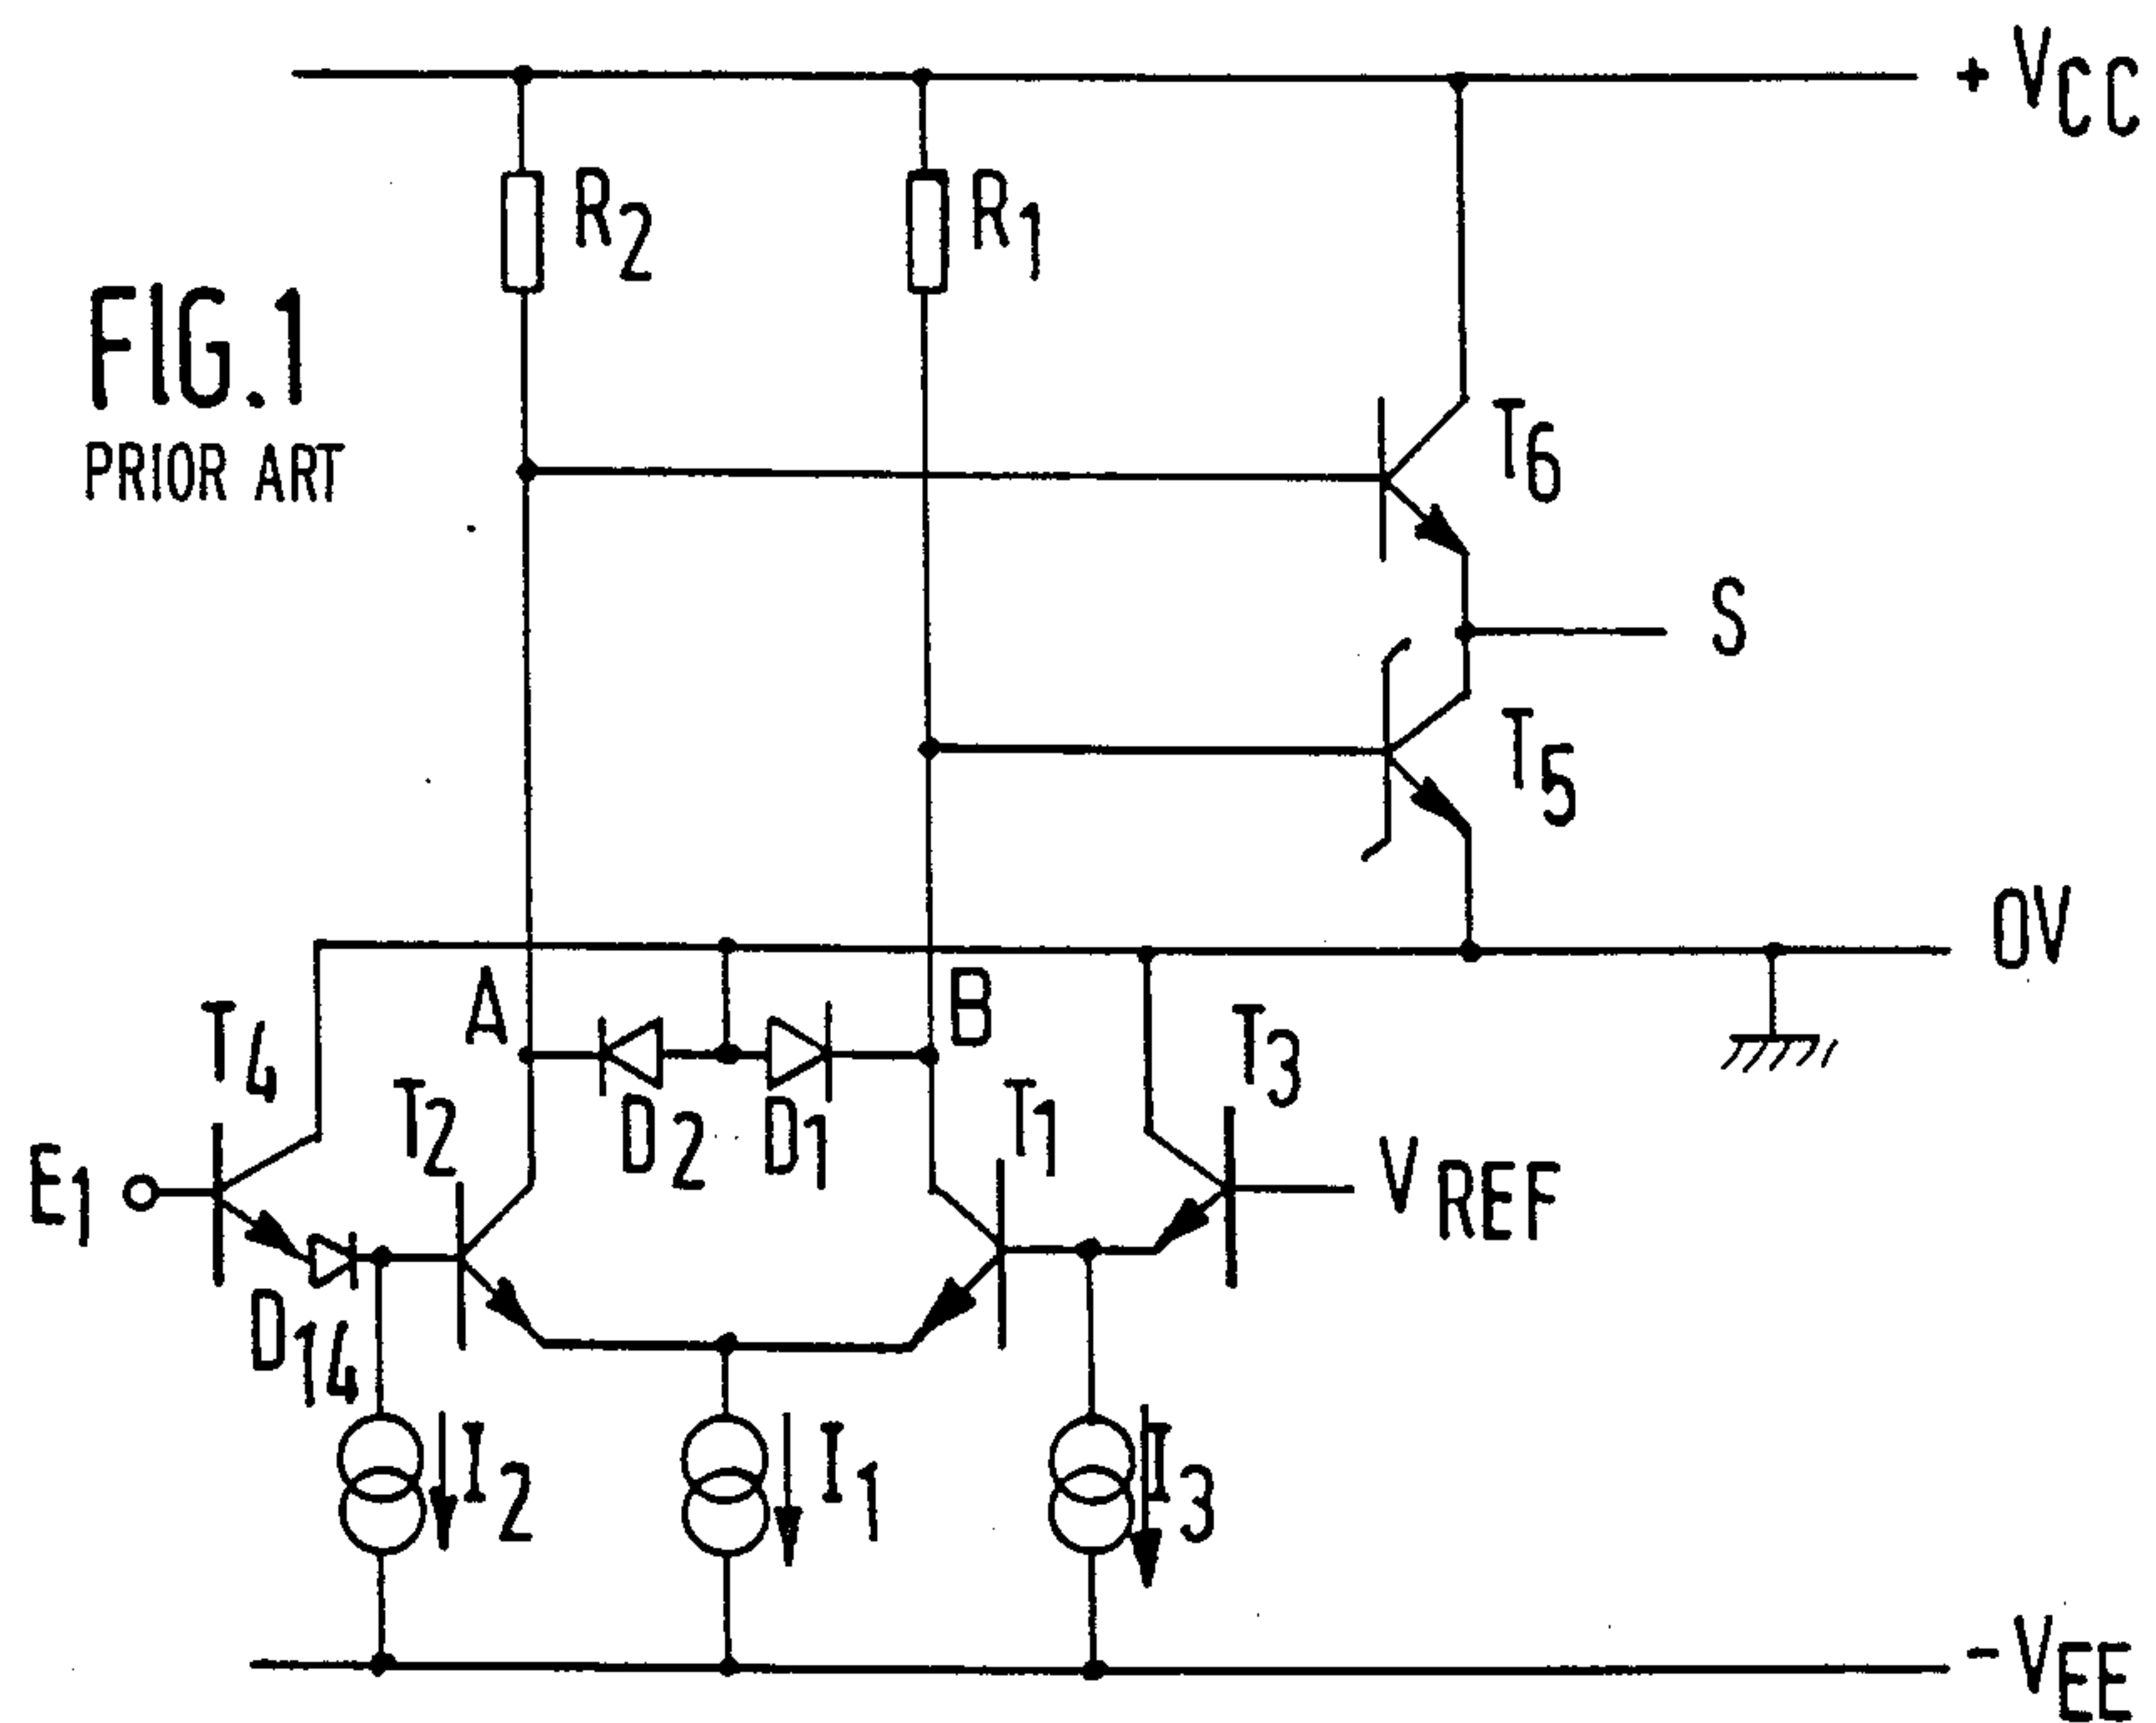 + VCC
R2
R1
FIG.1
PRIOR ART
T6
S
T5
0V
A
B
T4
T3
T2
D2
D1
T1
E1
VREF
D14
I2
I1
I3
- VEE